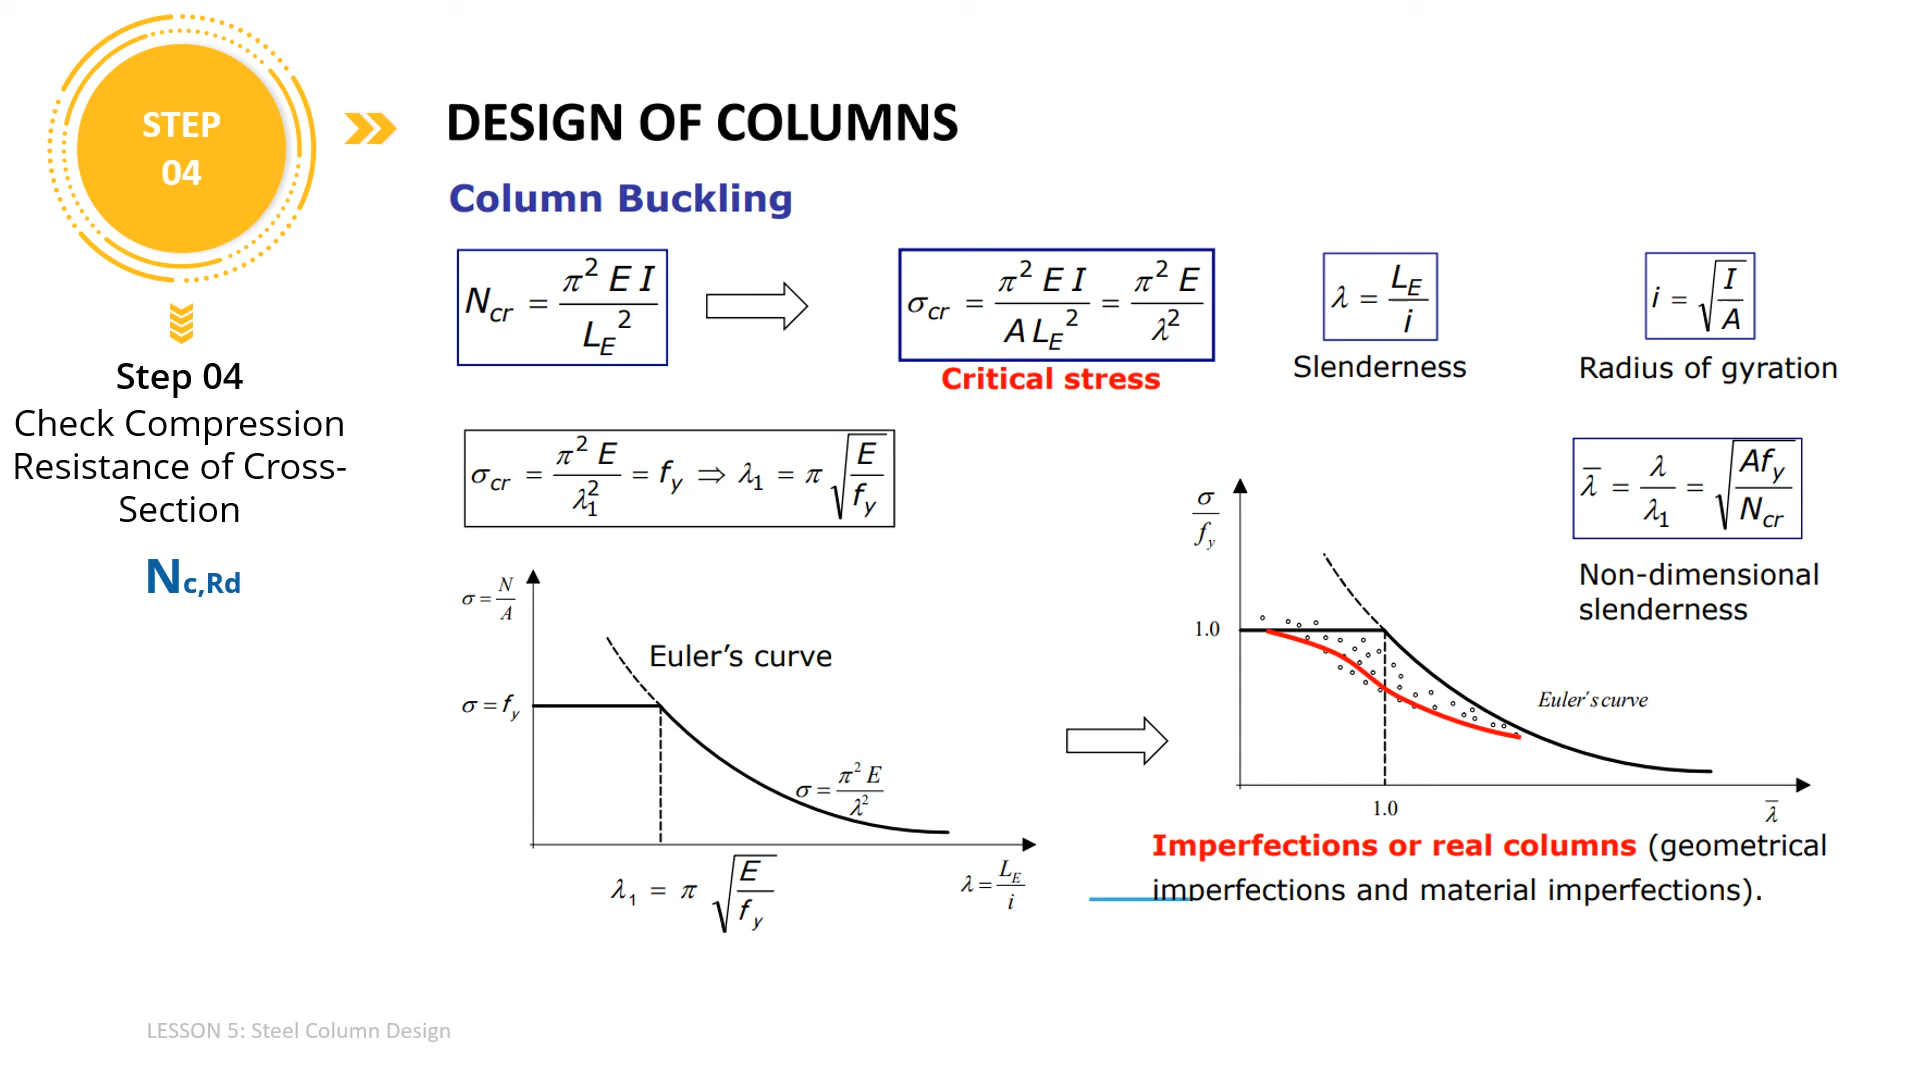 STEP
04
DESIGN OF COLUMNS
Column Buckling
N_cr = π² E I / L_E²
σ_cr = π² E I / A L_E² = π² E / λ²
λ = L_E / i
i = √(I / A)
Critical stress
Slenderness
Radius of gyration
Step 04
Check Compression
Resistance of Cross-
Section
N_c,Rd
σ_cr = π² E / λ₁² = f_y ⇒ λ₁ = π √(E / f_y)
λ̅ = λ / λ₁ = √(Af_y / N_cr)
Non-dimensional
slenderness
σ = N / A
Euler’s curve
σ = f_y
σ = π² E / λ²
λ₁ = π √(E / f_y)
λ = L_E / i
σ / f_y
1.0
Euler´s curve
1.0
λ̅
Imperfections or real columns (geometrical
imperfections and material imperfections).
LESSON 5: Steel Column Design